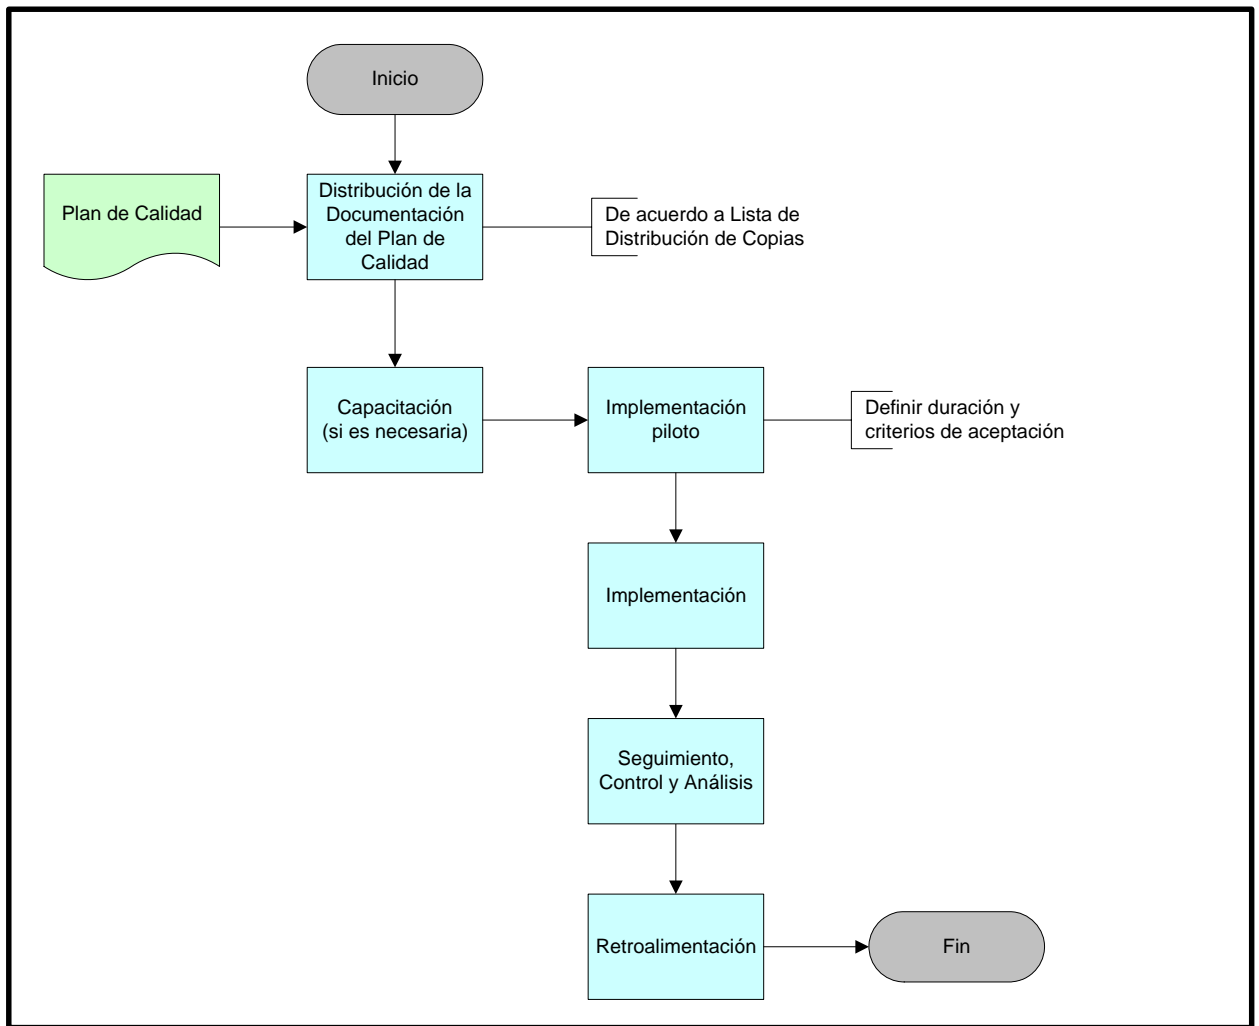 Inicio
Plan de Calidad
Distribución de la
Documentación
del Plan de
Calidad
De acuerdo a Lista de
Distribución de Copias
Capacitación
(si es necesaria)
Implementación
piloto
Definir duración y
criterios de aceptación
Implementación
Seguimiento,
Control y Análisis
Retroalimentación
Fin